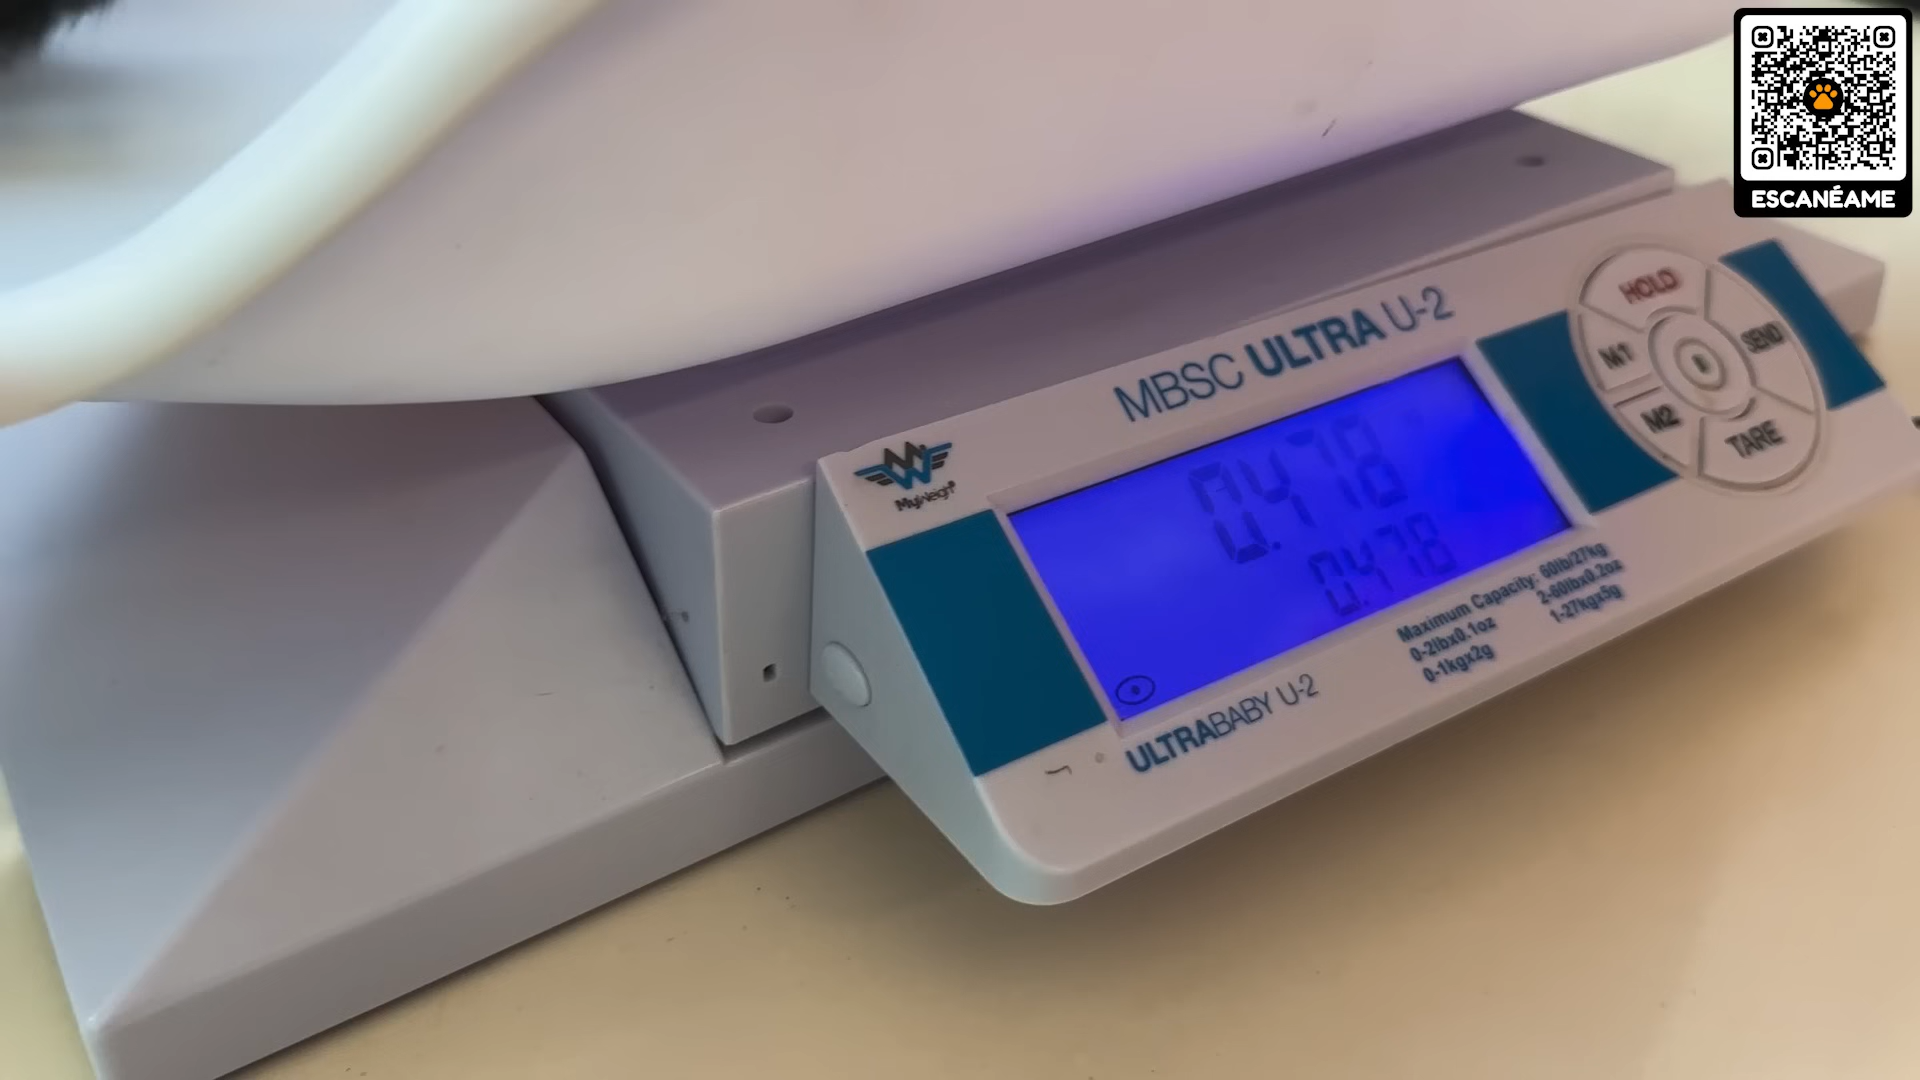 ESCANÉAME
HOLD
SEND
M1
M2
TARE
MBSC ULTRA U-2
MyWeigh®
0.478
0.478
Maximum Capacity: 60lb/27kg
0-2lbx0.1oz 2-60lbx0.2oz
0-1kgx2g 1-27kgx5g
ULTRABABY U-2